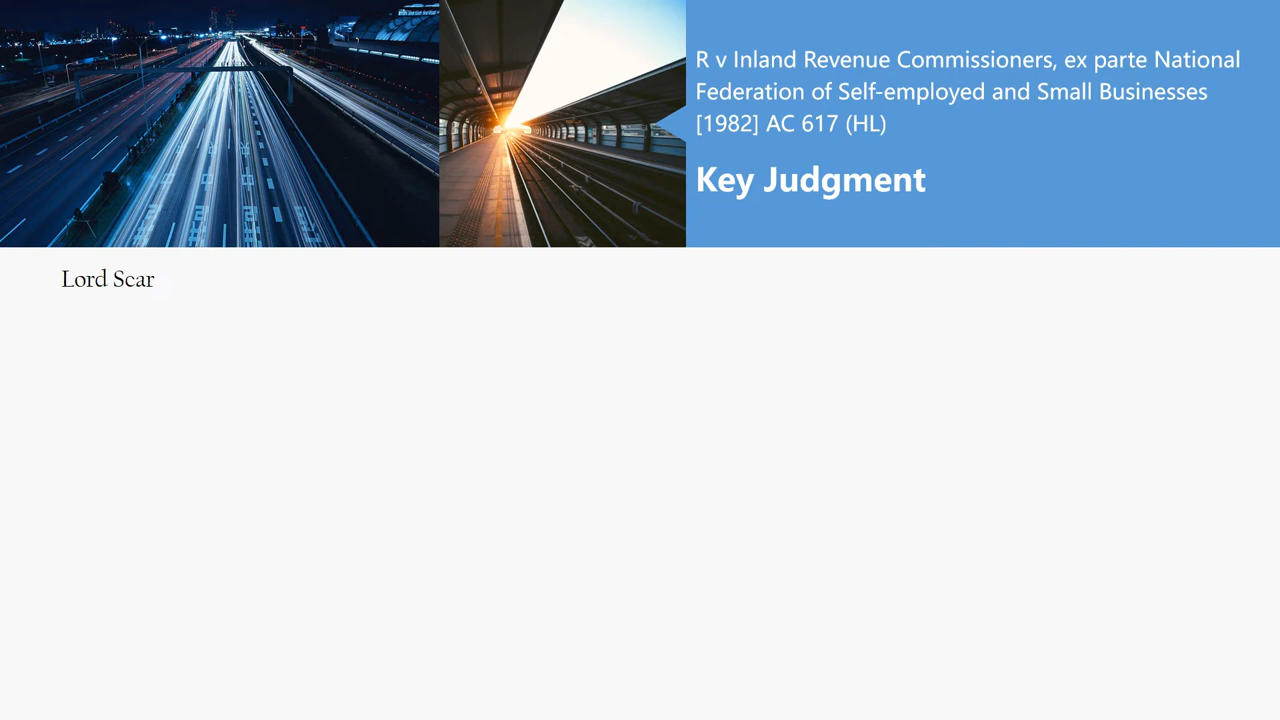 R v Inland Revenue Commissioners, ex parte National
Federation of Self-employed and Small Businesses
[1982] AC 617 (HL)
Key Judgment
Lord Scar